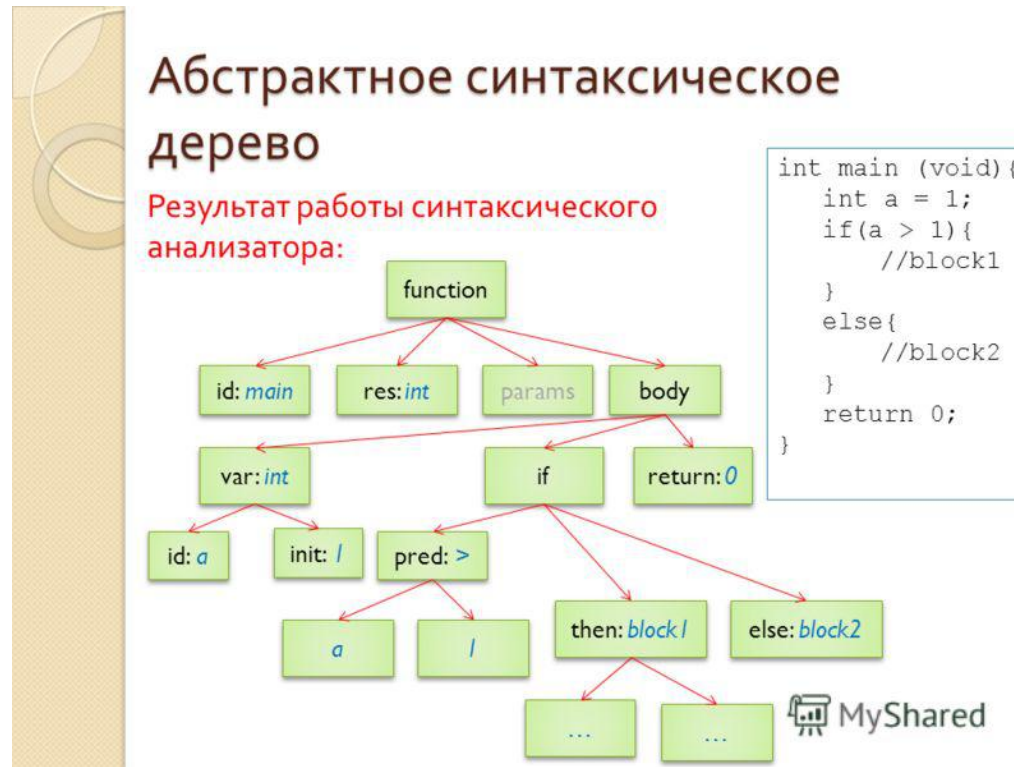 Абстрактное синтаксическое
дерево
Результат работы синтаксического
анализатора:
int main (void){
int a = 1;
if(a > 1){
//block1
}
else{
//block2
}
return 0;
}
function
id: main
res: int
params
body
var: int
if
return: 0
id: a
init: 1
pred: >
a
1
then: block1
else: block2
...
...
MyShared